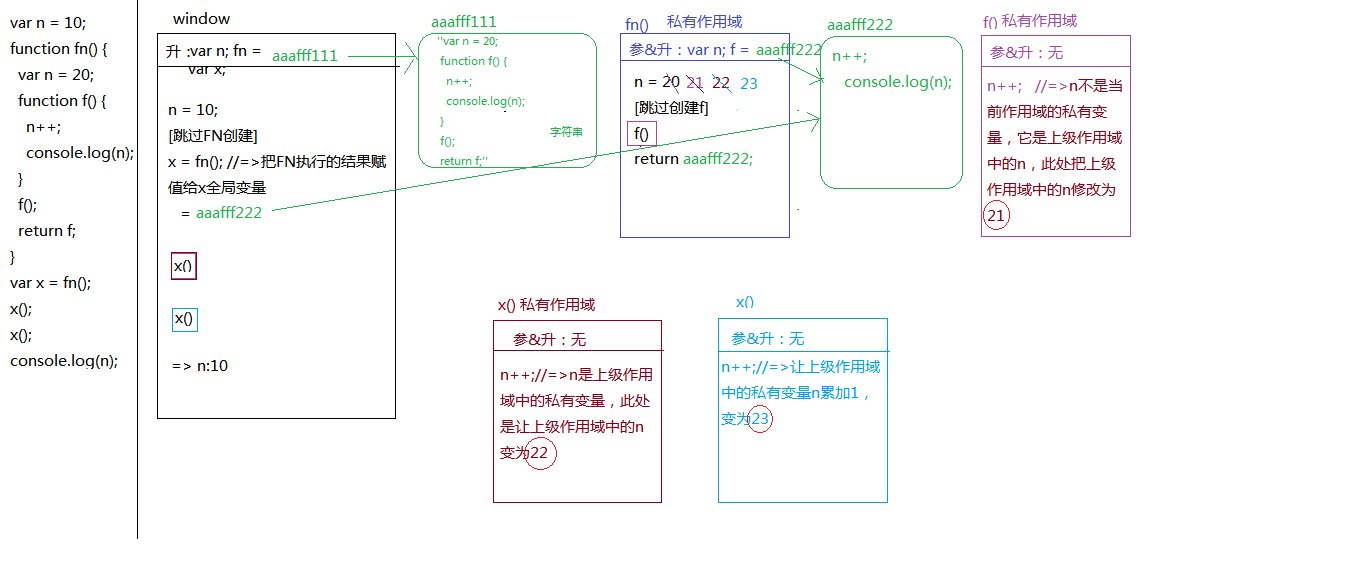 var n = 10;
function fn() {
var n = 20;
function f() {
n++;
console.log(n);
}
f();
return f;
}
var x = fn();
x();
x();
console.log(n);
window
升：var n; fn = aaafff111
var x;
n = 10;
[跳过FN创建]
x = fn(); //=>把FN执行的结果赋
值给x全局变量
= aaafff222
x()
x()
=> n:10
aaafff111
"var n = 20;
function f() {
n++;
console.log(n);
}
f();
return f;"
字符串
fn() 私有作用域
参&升：var n; f = aaafff222
n = 20 21 22 23
[跳过创建f]
f()
return aaafff222;
aaafff222
n++;
console.log(n);
f() 私有作用域
参&升：无
n++; //=>n不是当
前作用域的私有变
量，它是上级作用域
中的n，此处把上级
作用域中的n修改为
21
x() 私有作用域
参&升：无
n++;//=>n是上级作用
域中的私有变量，此处
是让上级作用域中的n
变为22
x()
参&升：无
n++;//=>让上级作用域
中的私有变量n累加1，
变为23